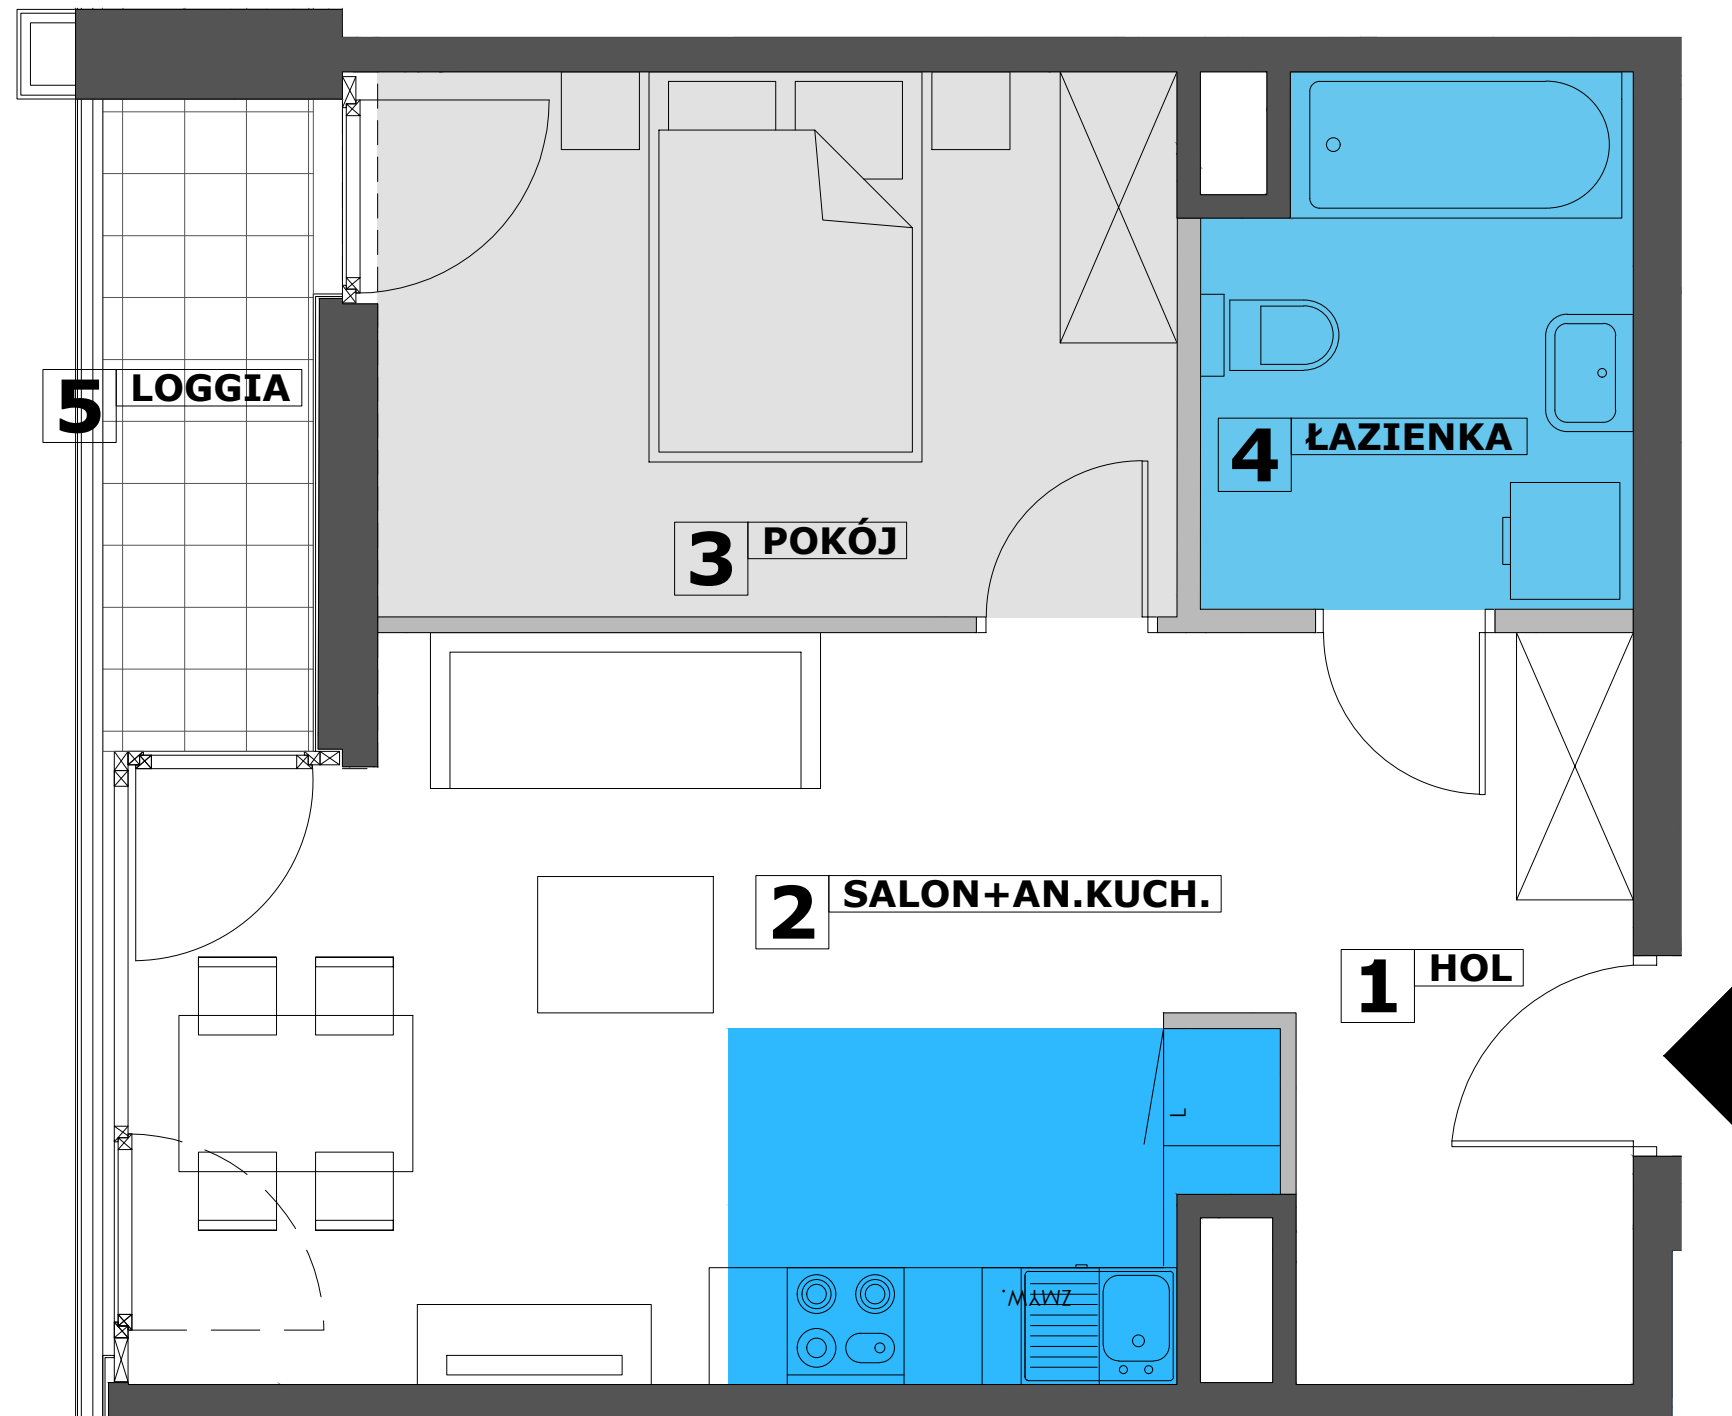 5 LOGGIA
4 ŁAZIENKA
3 POKÓJ
2 SALON+AN.KUCH.
1 HOL
L
ZMYW.